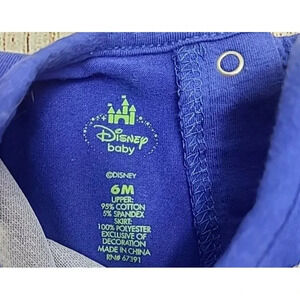 Disney
baby
©DISNEY
6M
UPPER:
95% COTTON
5% SPANDEX
SKIRT:
100% POLYESTER
EXCLUSIVE OF
DECORATION
MADE IN CHINA
RN# 67391